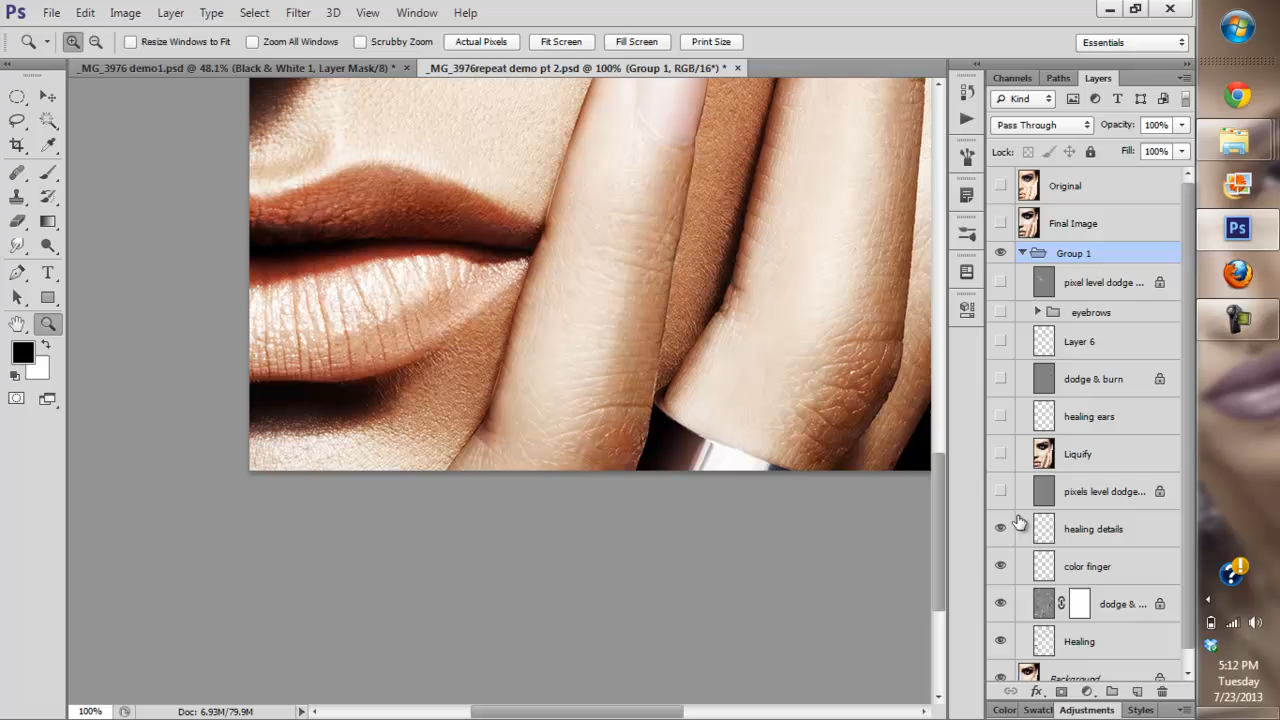 Ps File Edit Image Layer Type Select Filter 3D View Window Help
Resize Windows to Fit Zoom All Windows Scrubby Zoom Actual Pixels Fit Screen Fill Screen Print Size Essentials
_MG_3976 demo1.psd @ 48.1% (Black & White 1, Layer Mask/8) * × _MG_3976repeat demo pt 2.psd @ 100% (Group 1, RGB/16*) * ×
Channels Paths Layers
Kind
Pass Through Opacity: 100%
Lock: Fill: 100%
Original
Final Image
Group 1
pixel level dodge ...
eyebrows
Layer 6
dodge & burn
healing ears
Liquify
pixels level dodge...
healing details
color finger
dodge & ...
Healing
Background
fx
Color Swatcl Adjustments Styles
100% Doc: 6.93M/79.9M
Ps
5:12 PM
Tuesday
7/23/2013